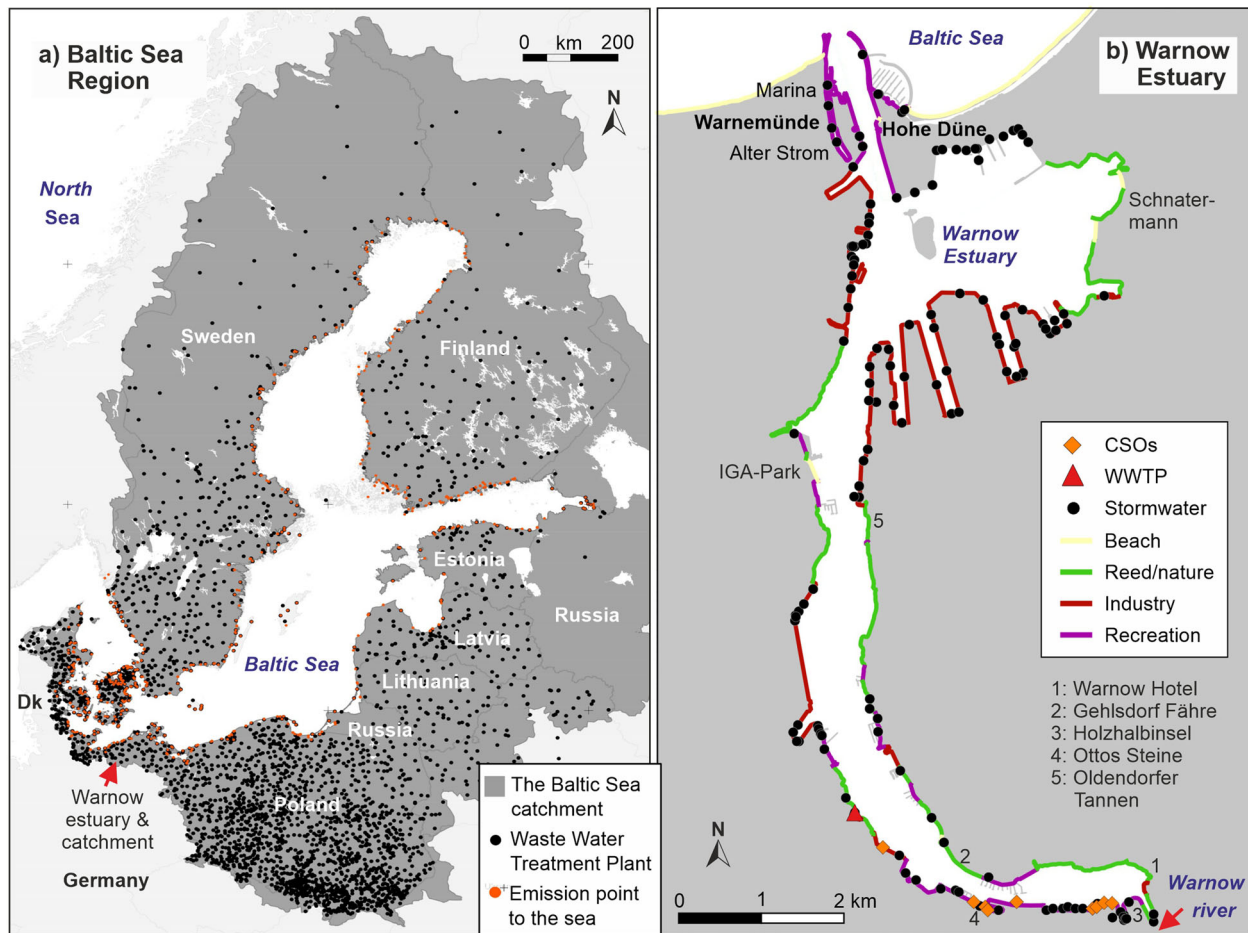 a) Baltic Sea
Region
0 km 200
N
North
Sea
Sweden
Finland
Estonia
Russia
Latvia
Baltic Sea
Lithuania
Dk
Russia
Warnow
estuary &
catchment
Poland
Germany
The Baltic Sea
catchment
Waste Water
Treatment Plant
Emission point
to the sea
Baltic Sea
b) Warnow
Estuary
Marina
Warnemünde
Hohe Düne
Alter Strom
Schnater-
mann
Warnow
Estuary
IGA-Park
5
CSOs
WWTP
Stormwater
Beach
Reed/nature
Industry
Recreation
1: Warnow Hotel
2: Gehlsdorf Fähre
3: Holzhalbinsel
4: Ottos Steine
5: Oldendorfer
Tannen
N
2
1
Warnow
river
0 1 2 km
4
3